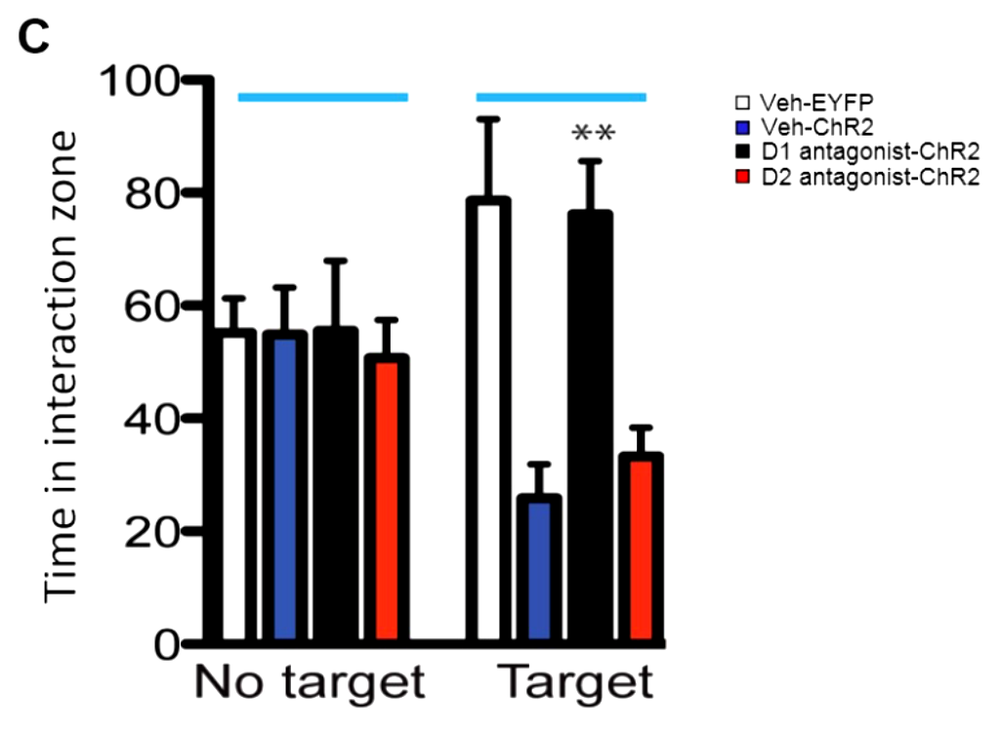 C
Time in interaction zone
100
80
60
40
20
0
**
No target
Target
Veh-EYFP
Veh-ChR2
D1 antagonist-ChR2
D2 antagonist-ChR2